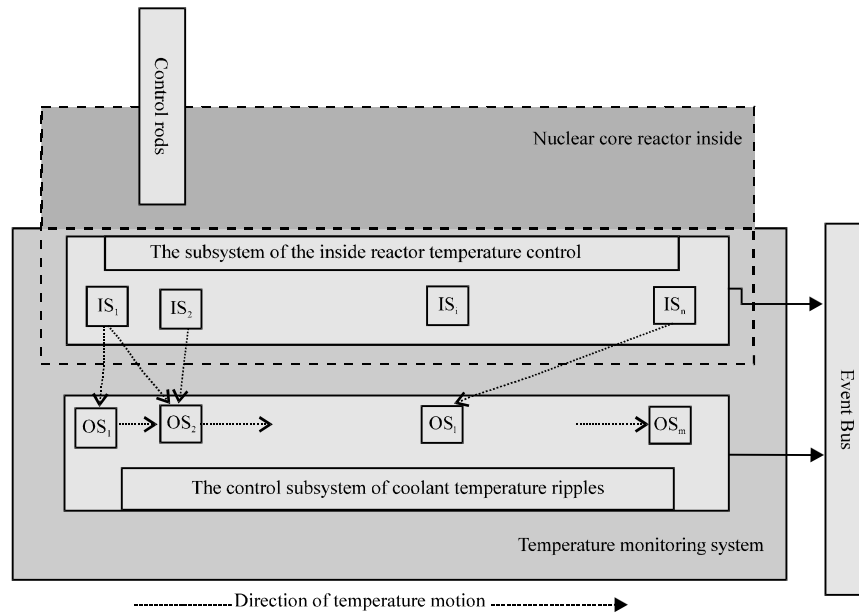 Control rods
Nuclear core reactor inside
The subsystem of the inside reactor temperature control
IS₁
IS₂
ISᵢ
ISₙ
OS₁
OS₂
OSₗ
OSₘ
The control subsystem of coolant temperature ripples
Temperature monitoring system
Event Bus
Direction of temperature motion